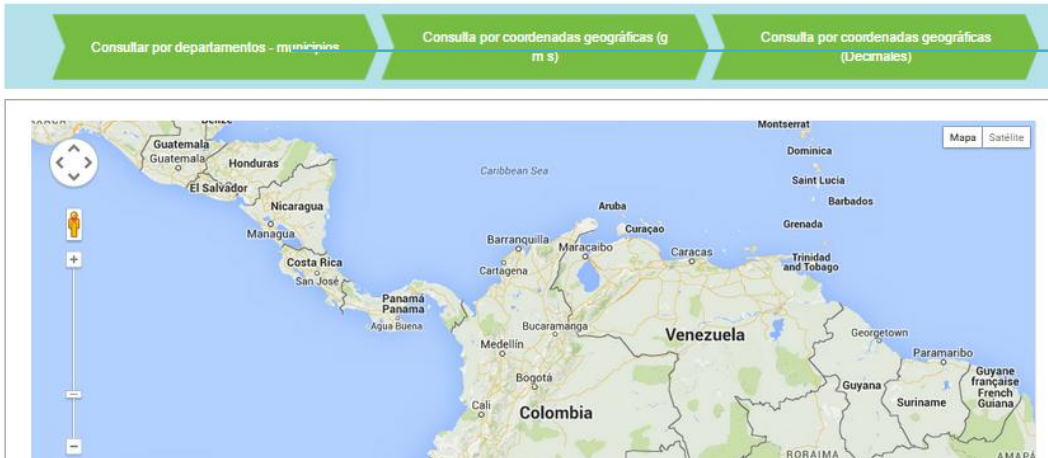 Consultar por departamentos - municipios
Consulta por coordenadas geográficas (g
m s)
Consulta por coordenadas geográficas
(Decimales)
Belize
Montserrat
Mapa Satélite
Guatemala
Guatemala
Honduras
Dominica
Caribbean Sea
El Salvador
Saint Lucia
Nicaragua
Barbados
Aruba
Managua
Curaçao
Grenada
Barranquilla
Maracaibo
Caracas
Costa Rica
Trinidad
and Tobago
San José
Cartagena
Panamá
Panama
Agua Buena
Bucaramanga
Venezuela
Georgetown
Medellín
Paramaribo
Bogotá
Guyana
Guyane
française
French
Guiana
Suriname
Cali
Colombia
RORAIMA
AMAPÁ